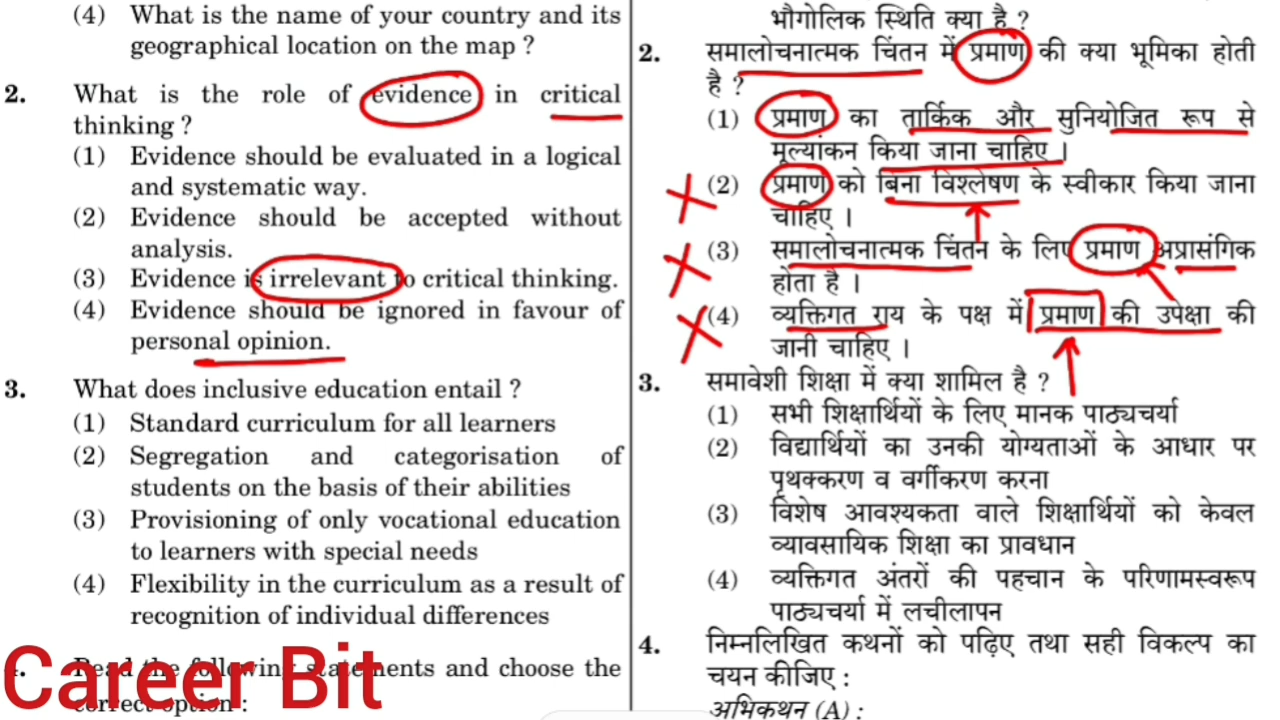 (4) What is the name of your country and its
geographical location on the map ?
2. What is the role of evidence in critical
thinking ?
(1) Evidence should be evaluated in a logical
and systematic way.
(2) Evidence should be accepted without
analysis.
(3) Evidence is irrelevant to critical thinking.
(4) Evidence should be ignored in favour of
personal opinion.
3. What does inclusive education entail ?
(1) Standard curriculum for all learners
(2) Segregation and categorisation of
students on the basis of their abilities
(3) Provisioning of only vocational education
to learners with special needs
(4) Flexibility in the curriculum as a result of
recognition of individual differences
Read the following statements and choose the
correct option :
भौगोलिक स्थिति क्या है ?
2. समालोचनात्मक चिंतन में प्रमाण की क्या भूमिका होती
है ?
(1) प्रमाण का तार्किक और सुनियोजित रूप से
मूल्यांकन किया जाना चाहिए ।
(2) प्रमाण को बिना विश्लेषण के स्वीकार किया जाना
चाहिए ।
(3) समालोचनात्मक चिंतन के लिए प्रमाण अप्रासंगिक
होता है ।
(4) व्यक्तिगत राय के पक्ष में प्रमाण की उपेक्षा की
जानी चाहिए ।
3. समावेशी शिक्षा में क्या शामिल है ?
(1) सभी शिक्षार्थियों के लिए मानक पाठ्यचर्या
(2) विद्यार्थियों का उनकी योग्यताओं के आधार पर
पृथक्करण व वर्गीकरण करना
(3) विशेष आवश्यकता वाले शिक्षार्थियों को केवल
व्यावसायिक शिक्षा का प्रावधान
(4) व्यक्तिगत अंतरों की पहचान के परिणामस्वरूप
पाठ्यचर्या में लचीलापन
4. निम्नलिखित कथनों को पढ़िए तथा सही विकल्प का
चयन कीजिए :
अभिकथन (A) :
Career Bit